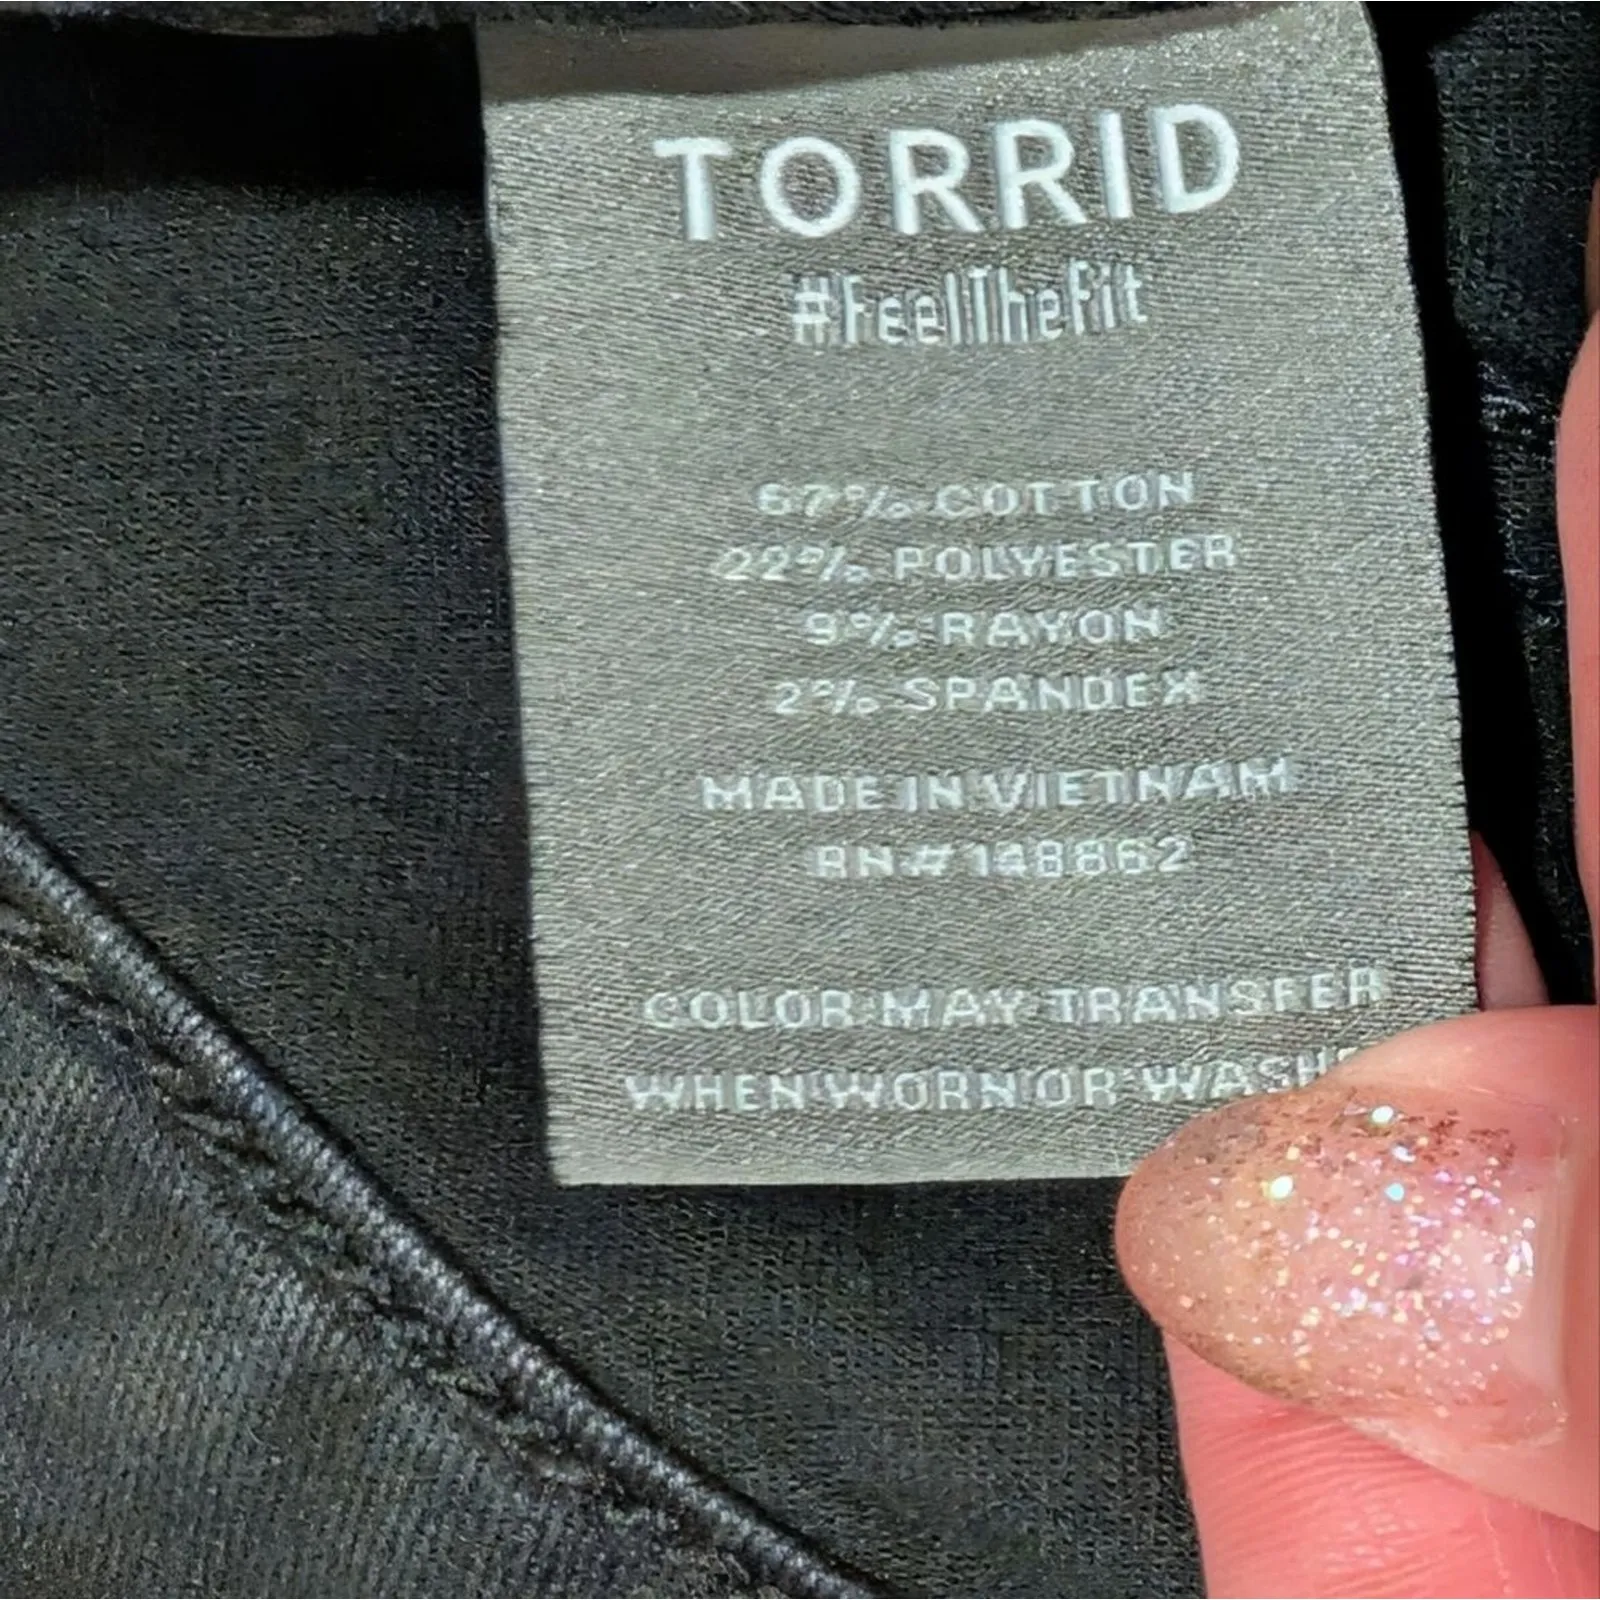 TORRID
#FeelTheFit
67% COTTON
22% POLYESTER
9% RAYON
2% SPANDEX
MADE IN VIETNAM
RN# 148862
COLOR MAY TRANSFER
WHEN WORN OR WASH